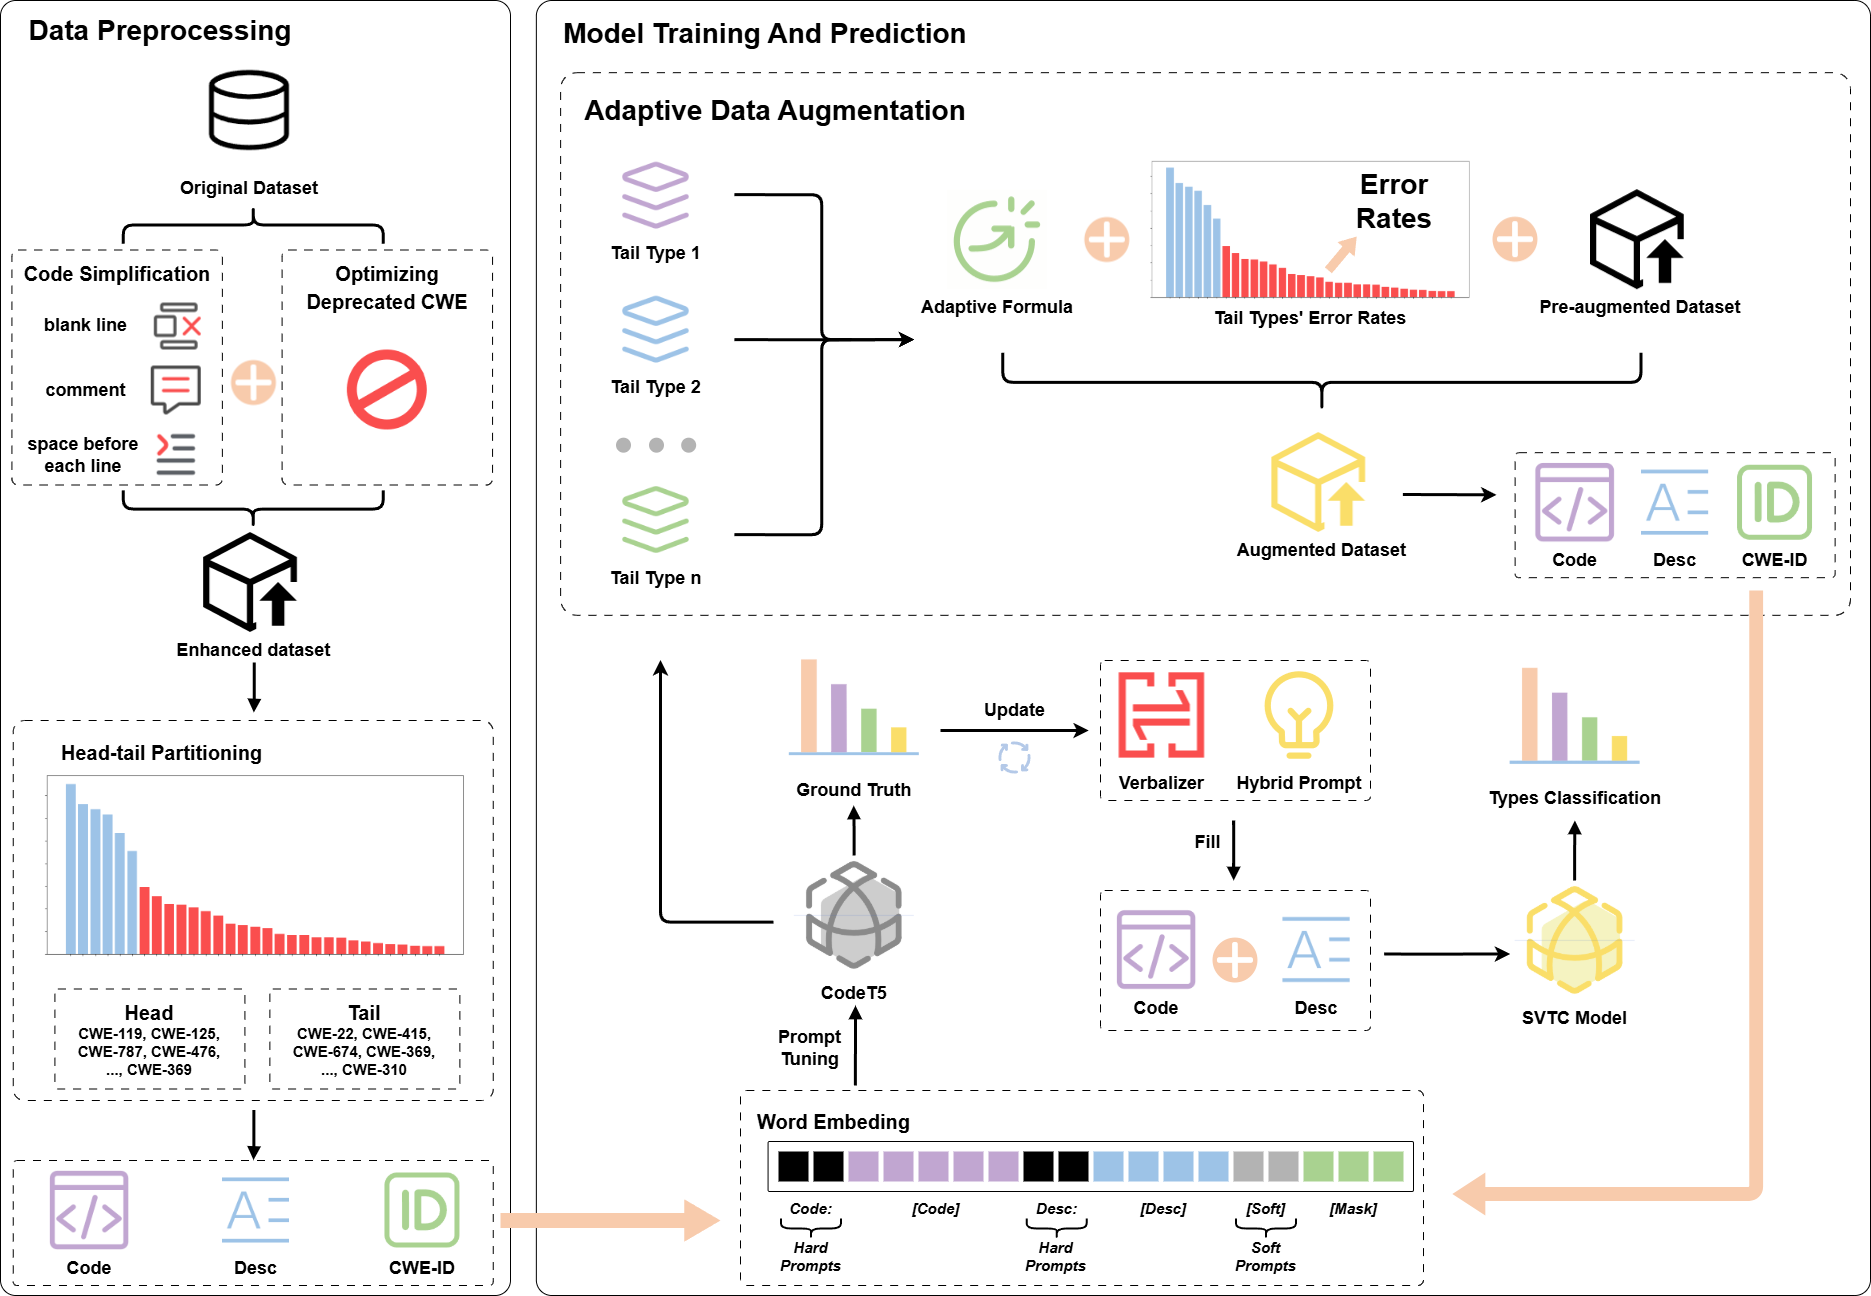 Data Preprocessing
Original Dataset
Code Simplification
blank line
comment
space before
each line
Optimizing
Deprecated CWE
Enhanced dataset
Head-tail Partitioning
Head
CWE-119, CWE-125,
CWE-787, CWE-476,
..., CWE-369
Tail
CWE-22, CWE-415,
CWE-674, CWE-369,
..., CWE-310
Code
Desc
ID
CWE-ID
Model Training And Prediction
Adaptive Data Augmentation
Tail Type 1
Tail Type 2
Tail Type n
Adaptive Formula
Error
Rates
Tail Types' Error Rates
Pre-augmented Dataset
Augmented Dataset
Code
Desc
ID
CWE-ID
Ground Truth
Update
Verbalizer
Hybrid Prompt
Types Classification
Fill
CodeT5
Code
Desc
SVTC Model
Prompt
Tuning
Word Embeding
Code:
[Code]
Desc:
[Desc]
[Soft]
[Mask]
Hard
Prompts
Hard
Prompts
Soft
Prompts